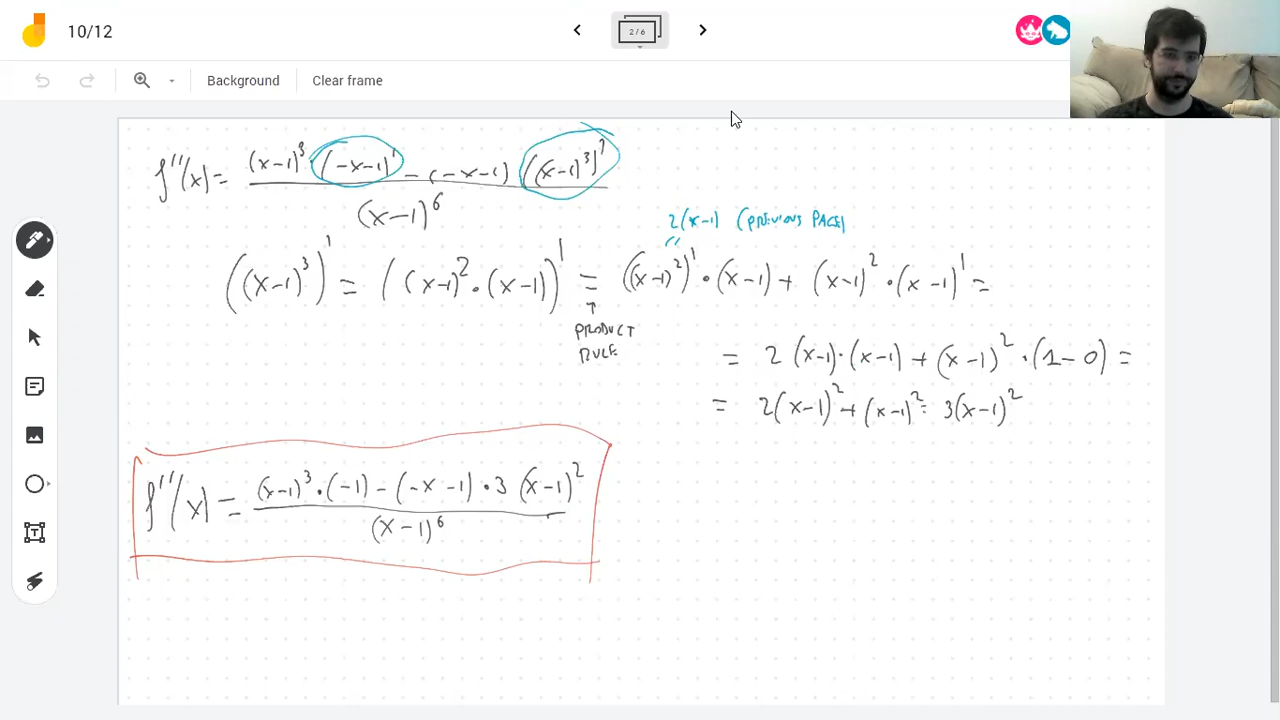 10/12
2/6
Background
Clear frame
f''(x) = ((x-1)^3 · (-x-1)' - (-x-1) ((x-1)^3)') / (x-1)^6
2(x-1) (PREVIOUS PAGE)
((x-1)^3)' = ((x-1)^2 · (x-1))' = ((x-1)^2)' · (x-1) + (x-1)^2 · (x-1)' =
PRODUCT
RULE
= 2 (x-1)·(x-1) + (x-1)^2 · (1-0) =
= 2(x-1)^2 + (x-1)^2 = 3(x-1)^2
f''(x) = ((x-1)^3 · (-1) - (-x-1) · 3 (x-1)^2) / (x-1)^6